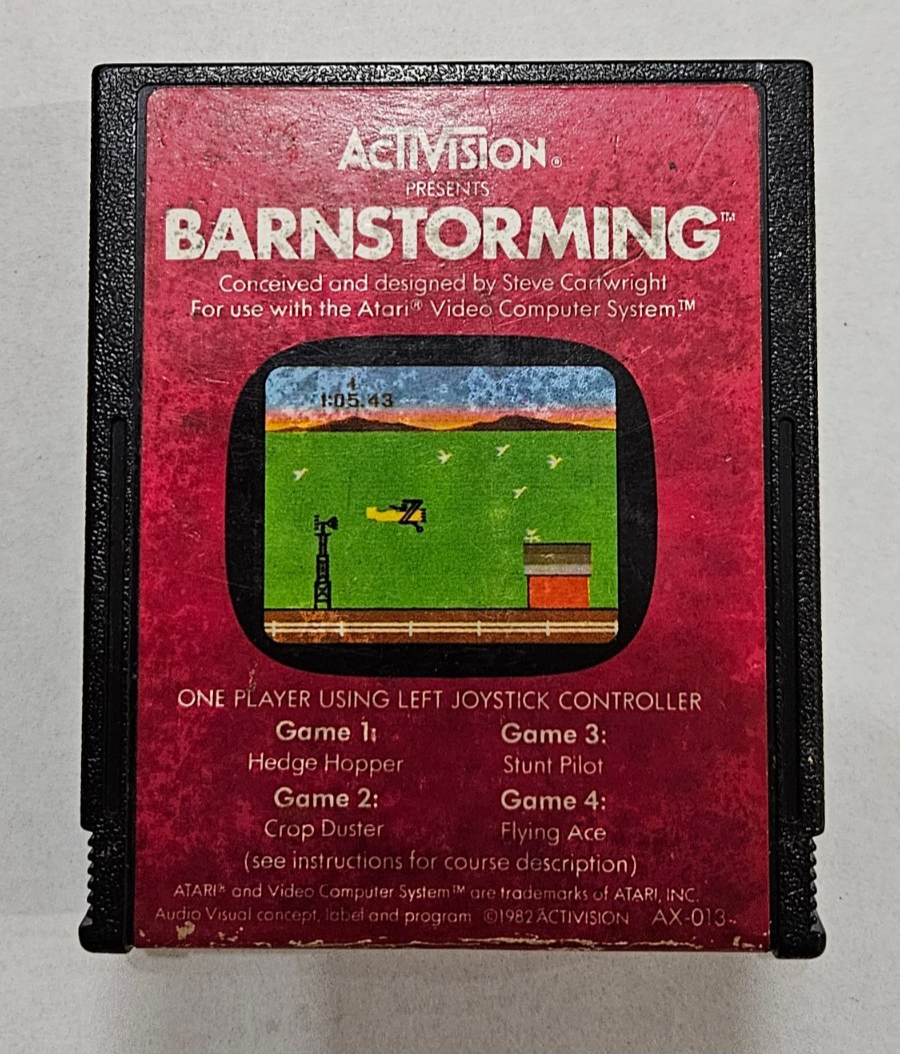 ACTIVISION®
PRESENTS
BARNSTORMING™
Conceived and designed by Steve Cartwright
For use with the Atari® Video Computer System.™
4
1:05.43
ONE PLAYER USING LEFT JOYSTICK CONTROLLER
Game 1:
Hedge Hopper
Game 2:
Crop Duster
Game 3:
Stunt Pilot
Game 4:
Flying Ace
(see instructions for course description)
ATARI® and Video Computer System™ are trademarks of ATARI, INC.
Audio Visual concept, label and program ©1982 ACTIVISION AX-013